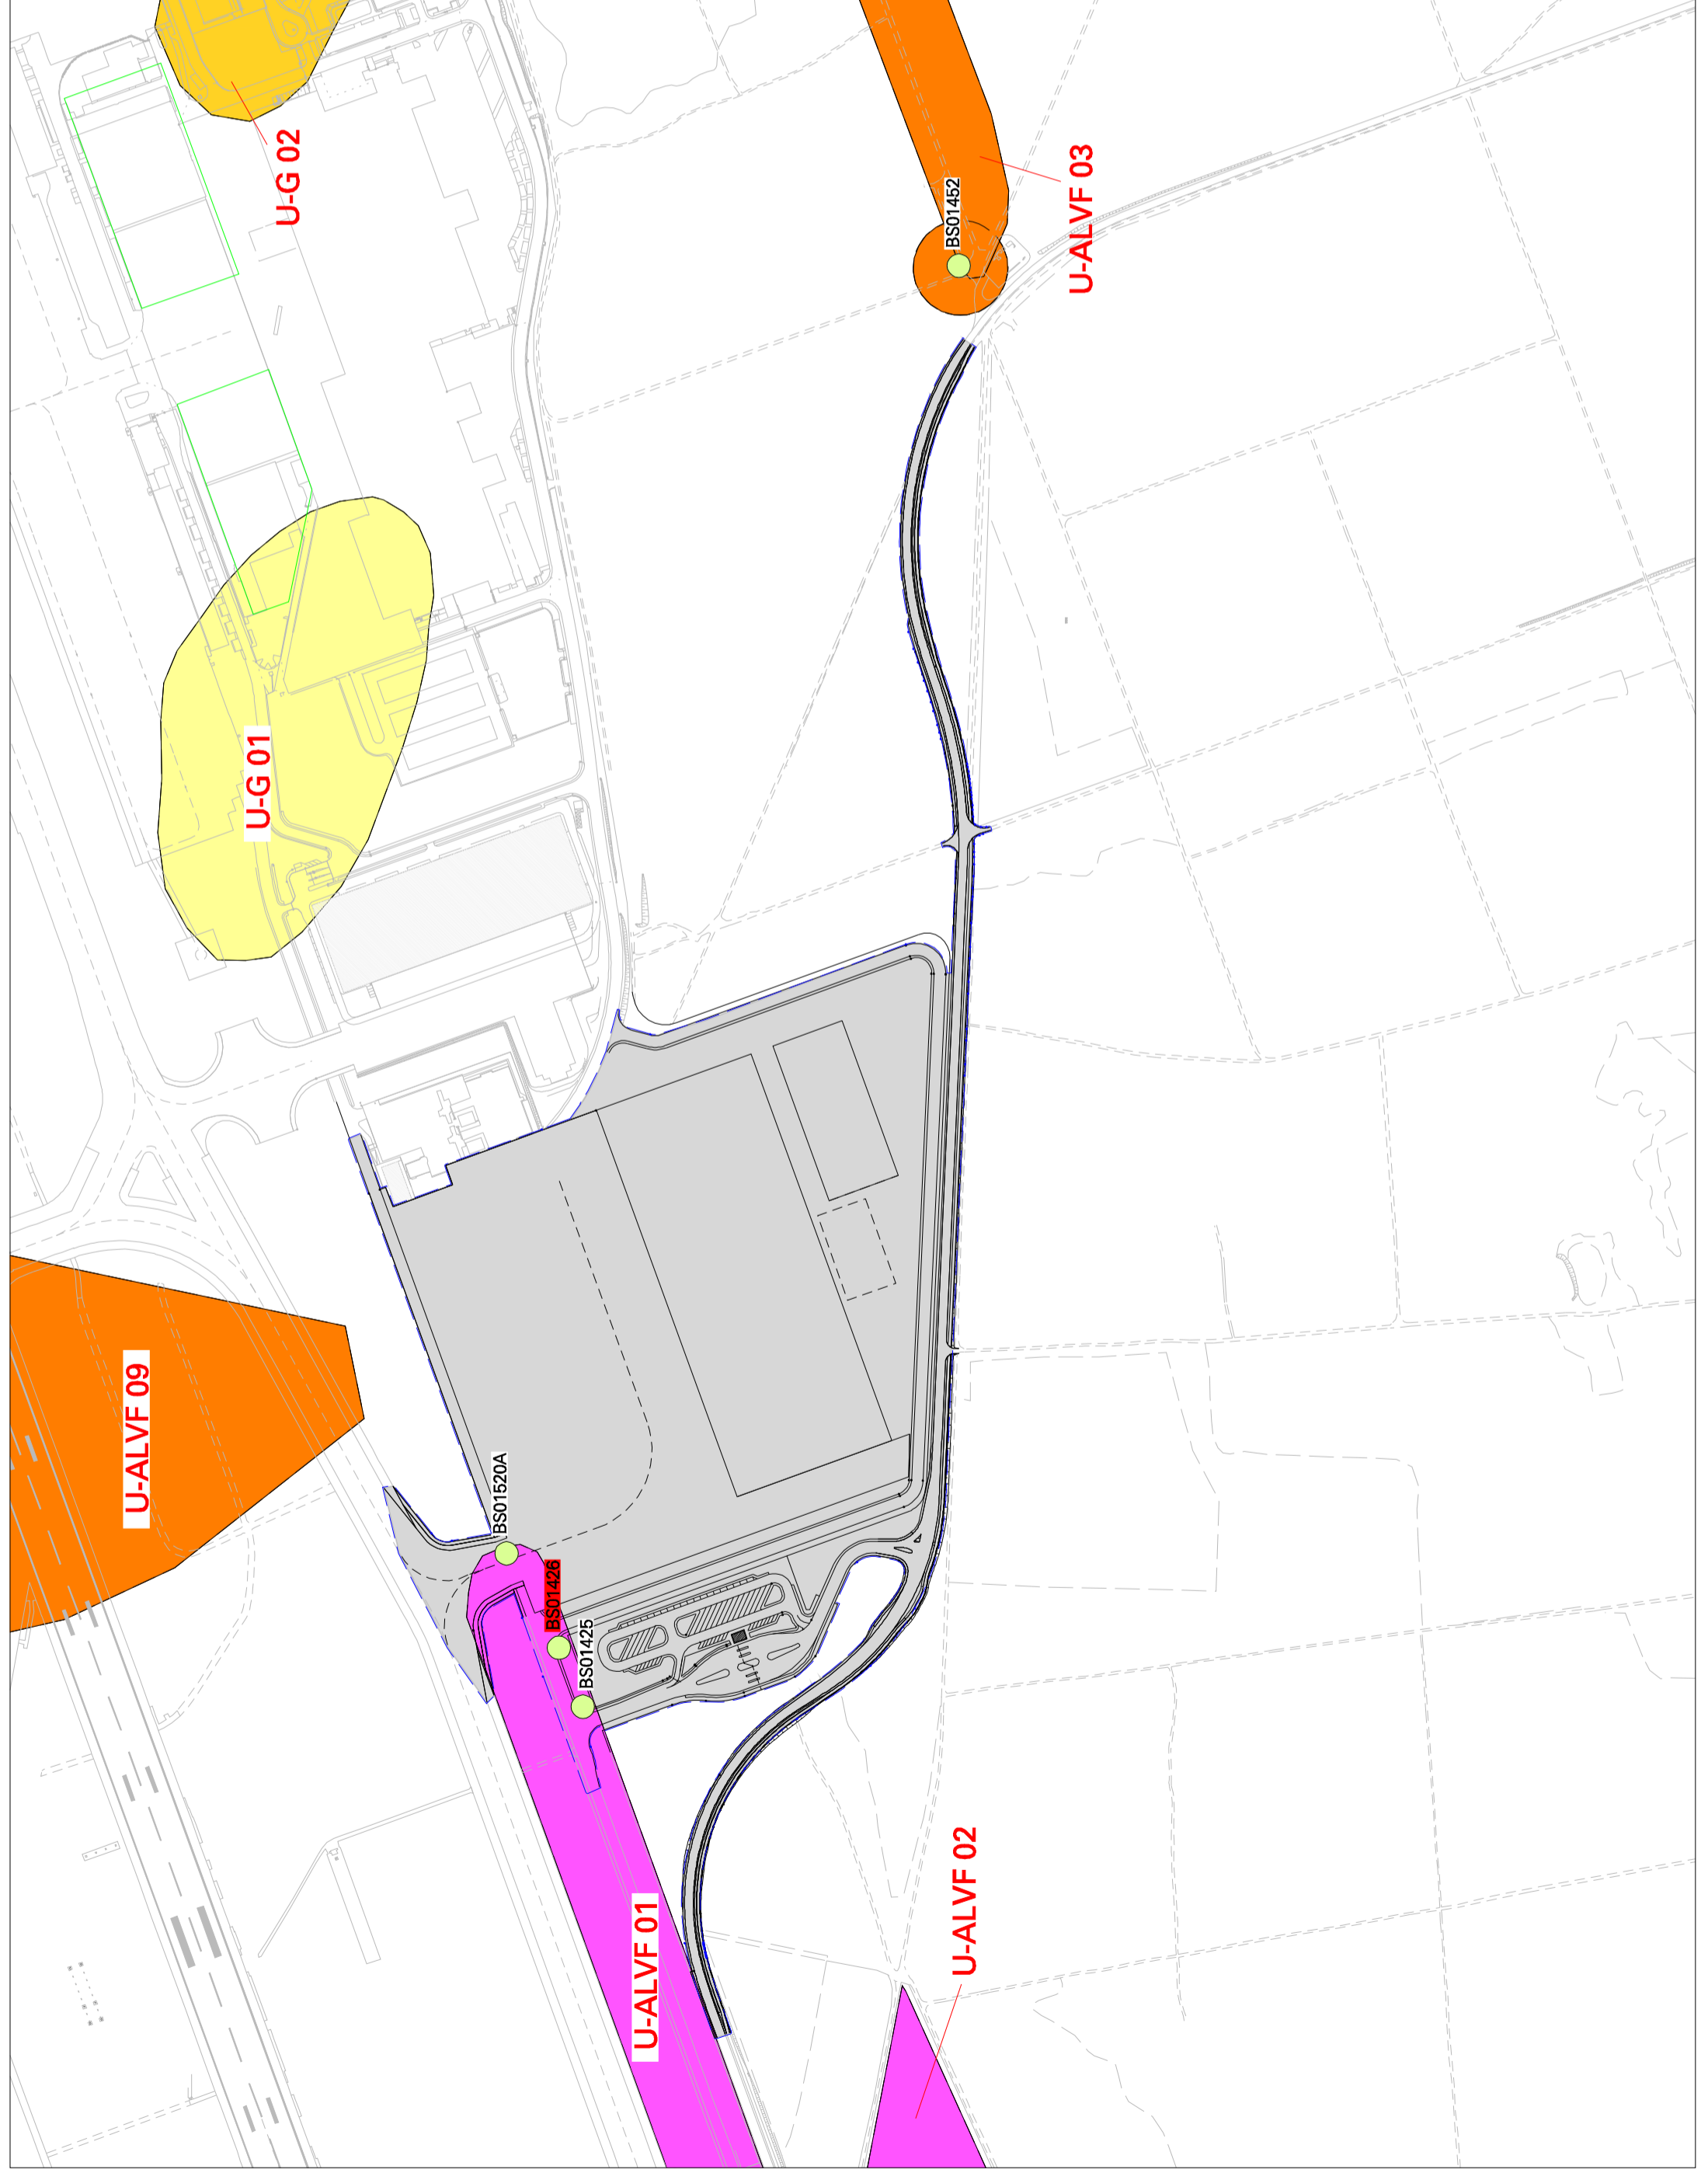 U-G 02
U-ALVF 03
BS01452
U-G 01
U-ALVF 09
BS01520A
BS01426
BS01425
U-ALVF 01
U-ALVF 02